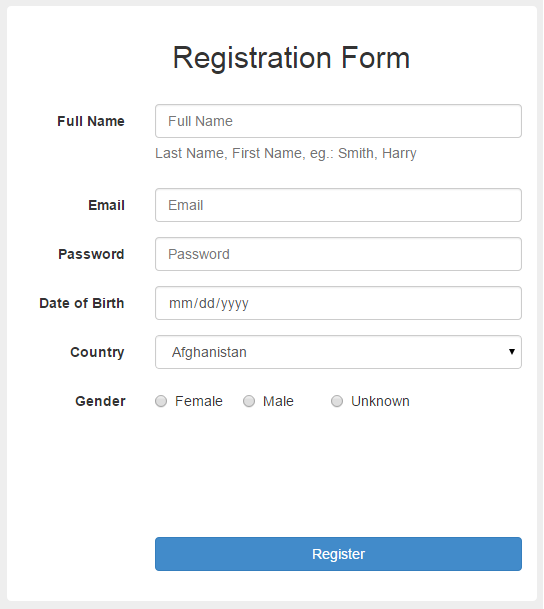 Registration Form
Full Name Full Name
Last Name, First Name, eg.: Smith, Harry
Email Email
Password Password
Date of Birth mm/dd/yyyy
Country Afghanistan
Gender Female Male Unknown
Register